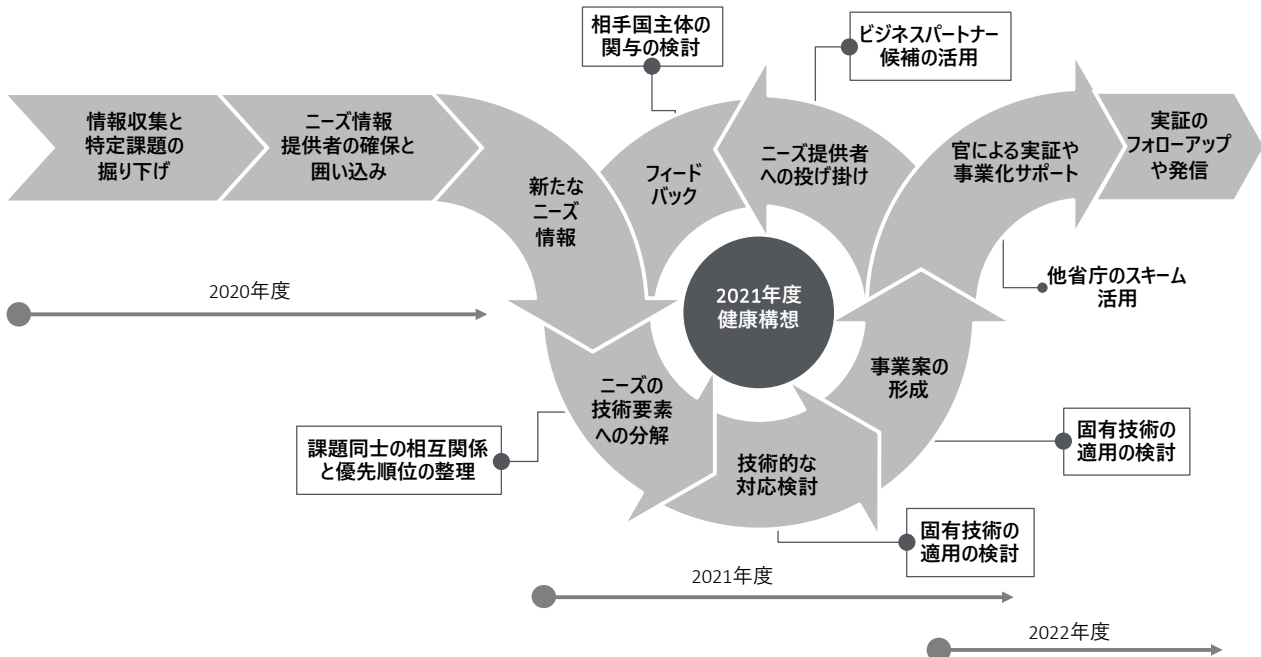 相手国主体の
関与の検討
ビジネスパートナー
候補の活用
情報収集と
特定課題の
掘り下げ
ニーズ情報
提供者の確保と
囲い込み
新たな
ニーズ
情報
フィード
バック
ニーズ提供者
への投げ掛け
官による実証や
事業化サポート
実証の
フォローアップ
や発信
2020年度
2021年度
健康構想
他省庁のスキーム
活用
事業案の
形成
ニーズの
技術要素
への分解
課題同士の相互関係
と優先順位の整理
技術的な
対応検討
固有技術の
適用の検討
固有技術の
適用の検討
2021年度
2022年度